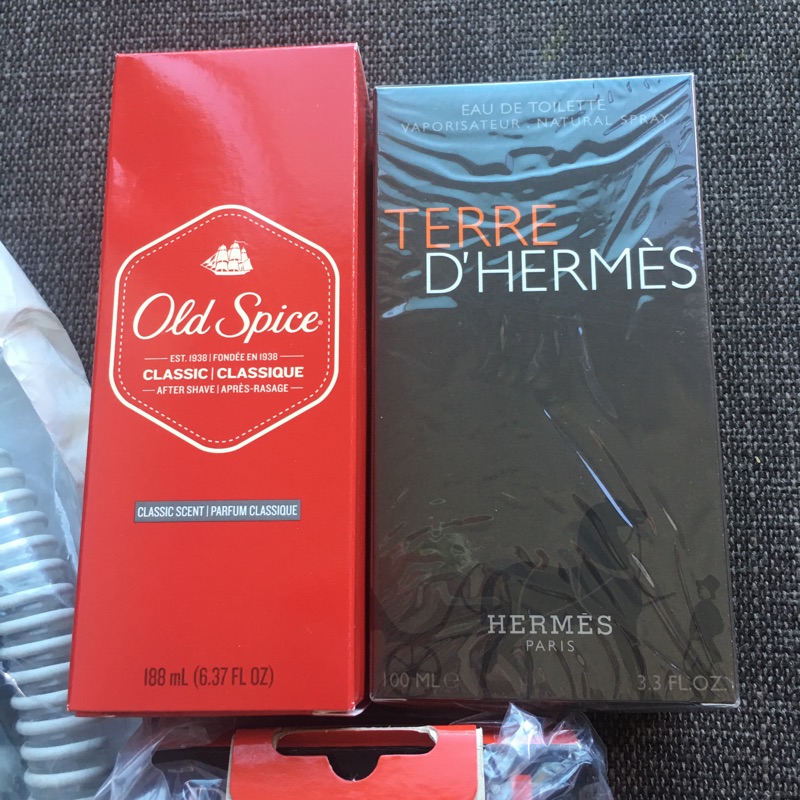 Old Spice®
EST. 1938 | FONDÉE EN 1938
CLASSIC | CLASSIQUE
AFTER SHAVE | APRÈS-RASAGE
CLASSIC SCENT | PARFUM CLASSIQUE
188 mL (6.37 FL OZ)
EAU DE TOILETTE
VAPORISATEUR . NATURAL SPRAY
TERRE
D'HERMÈS
HERMÈS
PARIS
100 ML e
3.3 FL.OZ